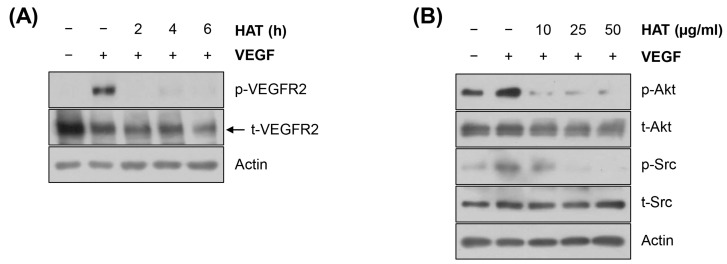 (A)
– – 2 4 6 HAT (h)
– + + + + VEGF
p-VEGFR2
t-VEGFR2
Actin
(B)
– – 10 25 50 HAT (µg/ml)
– + + + + VEGF
p-Akt
t-Akt
p-Src
t-Src
Actin